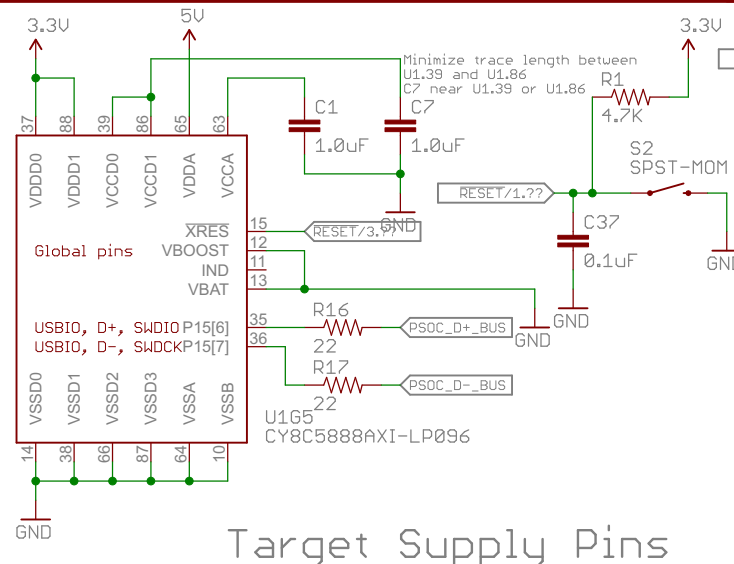 3.3V
5V
3.3V
Minimize trace length between
U1.39 and U1.86
C7 near U1.39 or U1.86
R1
4.7K
37
88
39
86
65
63
C1
1.0uF
C7
1.0uF
S2
SPST-MOM
VDDD0
VDDD1
VCCD0
VCCD1
VDDA
VCCA
RESET/1.??
GND
C37
0.1uF
GND
GND
XRES
15
RESET/3.??
Global pins
VBOOST
12
IND
11
VBAT
13
GND
R16
22
USBIO, D+, SWDIO
P15[6]
35
PSOC_D+_BUS
USBIO, D-, SWDCK
P15[7]
36
R17
22
PSOC_D-_BUS
VSSD0
VSSD1
VSSD2
VSSD3
VSSA
VSSB
U1G5
CY8C5888AXI-LP096
14
38
66
87
64
10
GND
Target Supply Pins